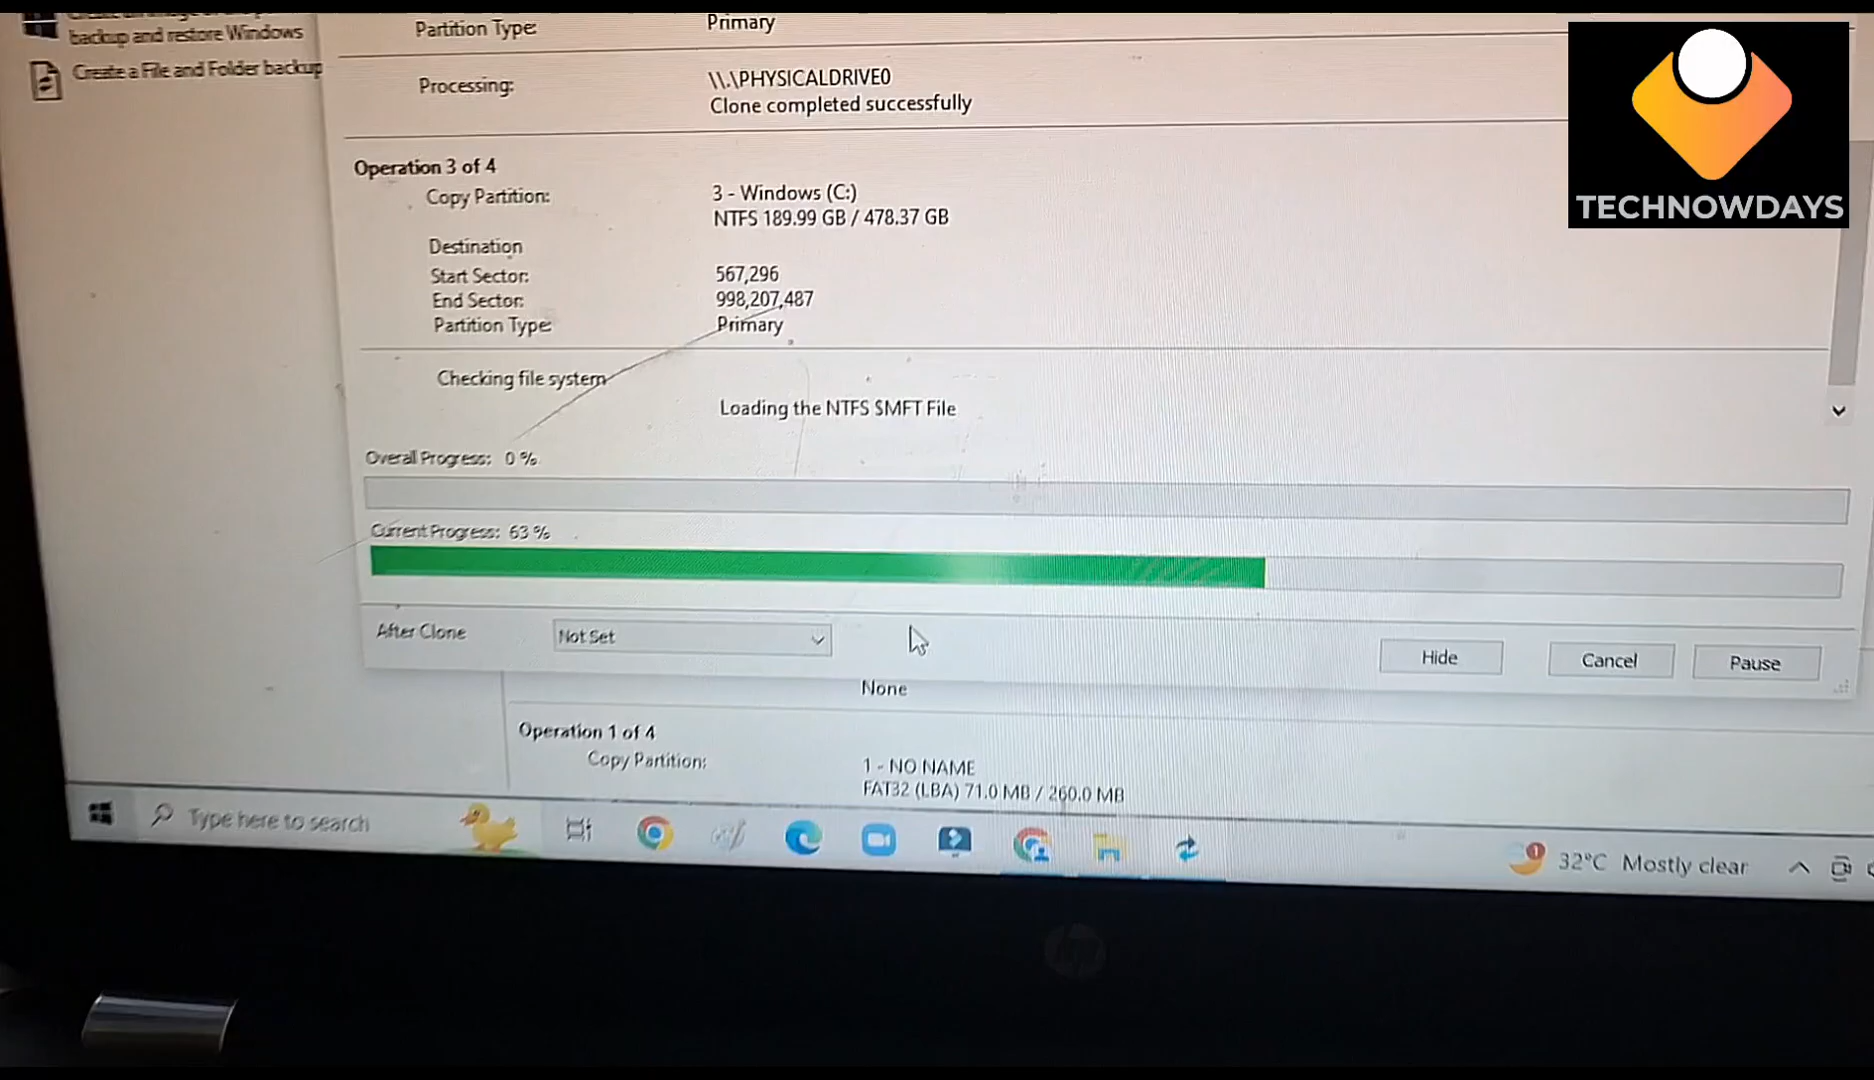 backup and restore Windows
Create a File and Folder backup
Partition Type: Primary
Processing: \\.\PHYSICALDRIVE0
Clone completed successfully
Operation 3 of 4
Copy Partition: 3 - Windows (C:)
NTFS 189.99 GB / 478.37 GB
Destination
Start Sector: 567,296
End Sector: 998,207,487
Partition Type: Primary
Checking file system
Loading the NTFS $MFT File
Overall Progress: 0 %
Current Progress: 63 %
After Clone Not Set
Hide Cancel Pause
None
Operation 1 of 4
Copy Partition: 1 - NO NAME
FAT32 (LBA) 71.0 MB / 260.0 MB
Type here to search
1
32°C Mostly clear
hp
TECHNOWDAYS